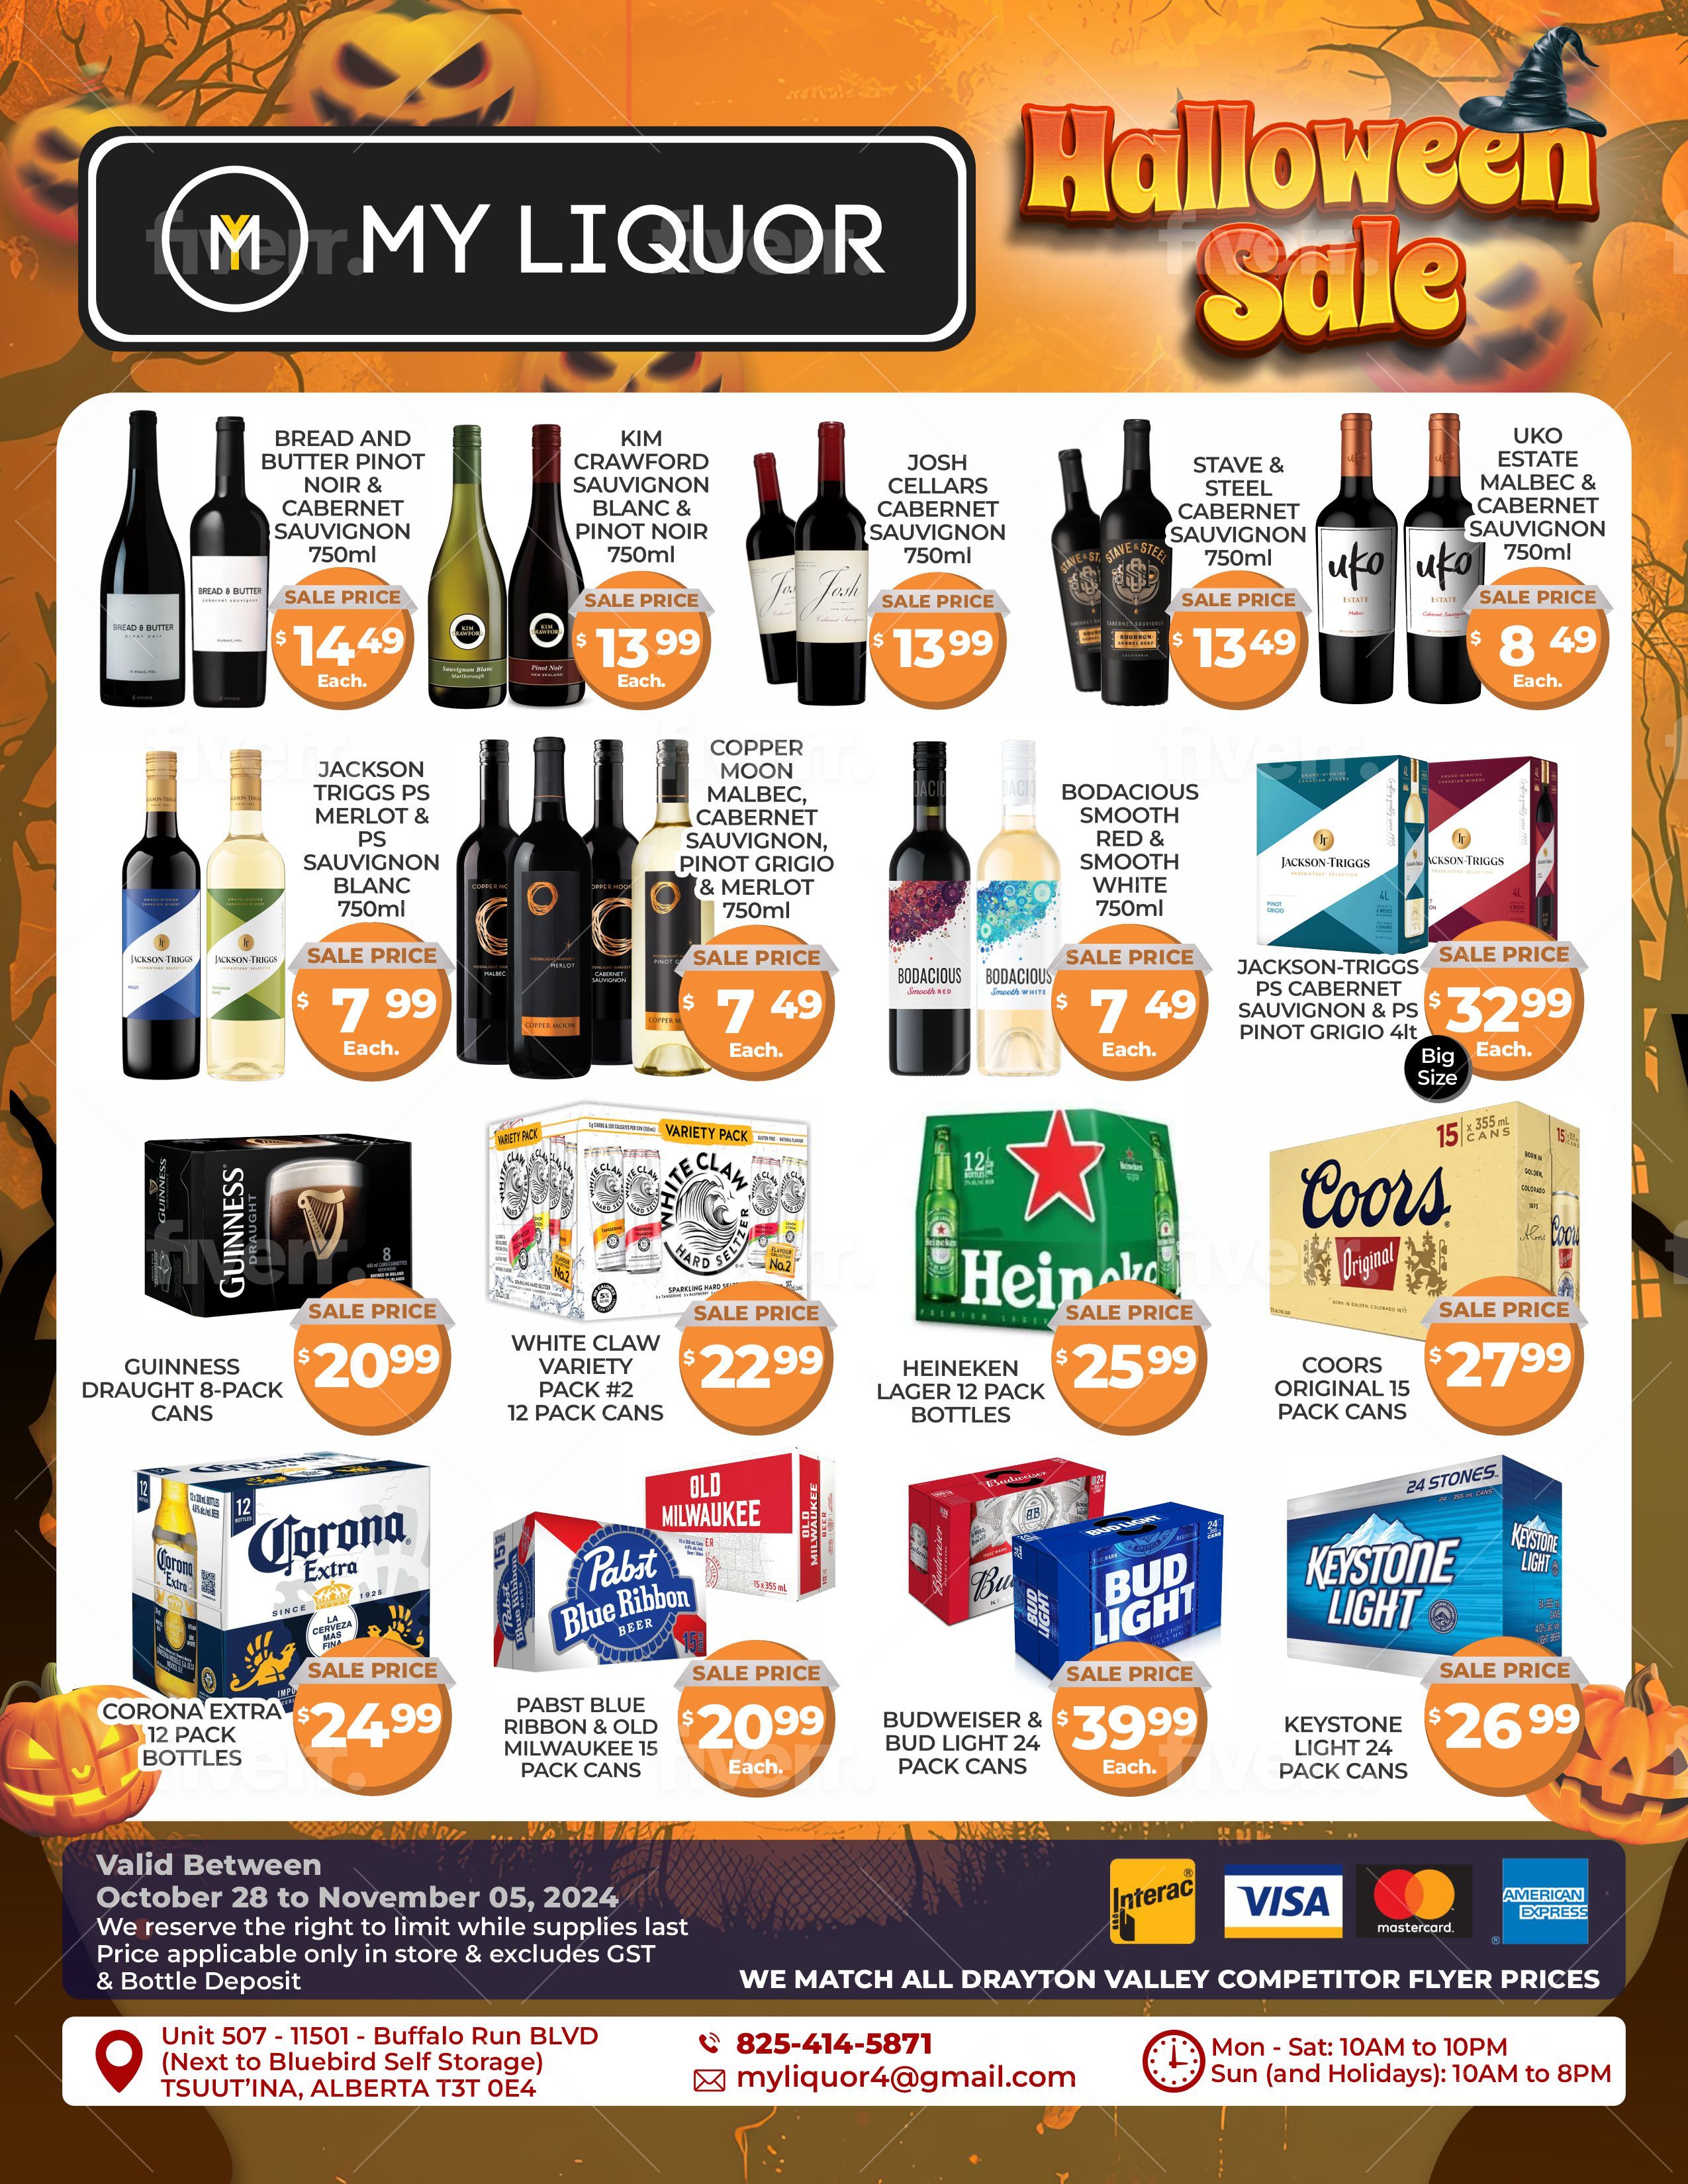 MY LIQUOR
Halloween
Sale
BREAD AND
BUTTER PINOT
NOIR &
CABERNET
SAUVIGNON
750ml
SALE PRICE
$14.49
Each.
KIM
CRAWFORD
SAUVIGNON
BLANC &
PINOT NOIR
750ml
SALE PRICE
$13 99
Each.
JOSH
CELLARS
CABERNET
SAUVIGNON
750ml
SALE PRICE
$13 99
STAVE &
STEEL
CABERNET
SAUVIGNON
750ml
SALE PRICE
$13 49
UKO
ESTATE
MALBEC &
CABERNET
SAUVIGNON
750ml
SALE PRICE
$8 49
Each.
JACKSON
TRIGGS PS
MERLOT &
PS
SAUVIGNON
BLANC
750ml
SALE PRICE
$7 99
Each.
COPPER
MOON
MALBEC,
CABERNET
SAUVIGNON,
PINOT GRIGIO
& MERLOT
750ml
SALE PRICE
$7 49
Each.
BODACIOUS
SMOOTH
RED &
SMOOTH
WHITE
750ml
SALE PRICE
$7 49
Each.
JACKSON-TRIGGS
PS CABERNET
SAUVIGNON & PS
PINOT GRIGIO 4lt
Big
Size
SALE PRICE
$32 99
Each.
GUINNESS
DRAUGHT 8-PACK
CANS
SALE PRICE
$20 99
WHITE CLAW
VARIETY
PACK #2
12 PACK CANS
SALE PRICE
$22 99
HEINEKEN
LAGER 12 PACK
BOTTLES
SALE PRICE
$25 99
COORS
ORIGINAL 15
PACK CANS
SALE PRICE
$27 99
CORONA EXTRA
12 PACK
BOTTLES
SALE PRICE
$24 99
PABST BLUE
RIBBON & OLD
MILWAUKEE 15
PACK CANS
SALE PRICE
$20 99
Each.
BUDWEISER &
BUD LIGHT 24
PACK CANS
SALE PRICE
$39 99
Each.
KEYSTONE
LIGHT 24
PACK CANS
SALE PRICE
$26 99
Valid Between
October 28 to November 05, 2024
We reserve the right to limit while supplies last
Price applicable only in store & excludes GST
& Bottle Deposit
Interac
VISA
mastercard.
AMERICAN
EXPRESS
WE MATCH ALL DRAYTON VALLEY COMPETITOR FLYER PRICES
Unit 507 - 11501 - Buffalo Run BLVD
(Next to Bluebird Self Storage)
TSUUT'INA, ALBERTA T3T 0E4
825-414-5871
myliquor4@gmail.com
Mon - Sat: 10AM to 10PM
Sun (and Holidays): 10AM to 8PM